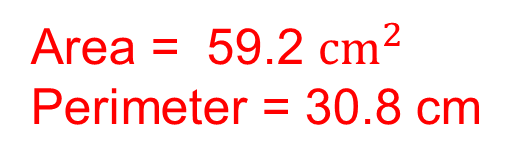 Area = 59.2 cm²
Perimeter = 30.8 cm